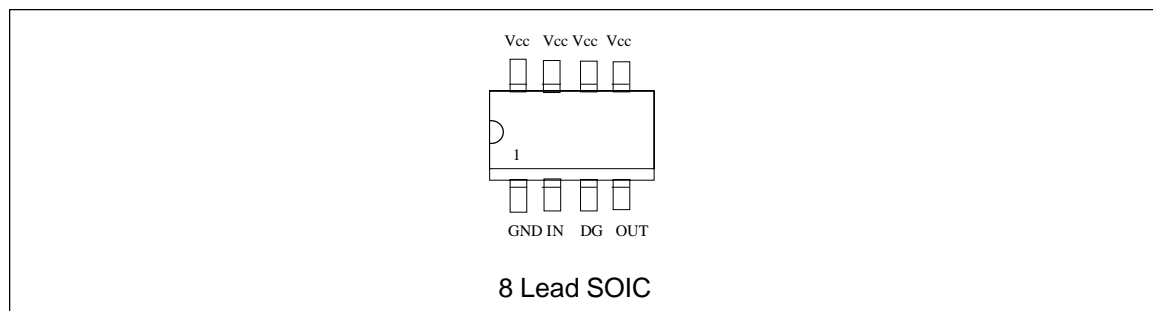 Vcc Vcc Vcc Vcc
1
GND IN DG OUT
8 Lead SOIC